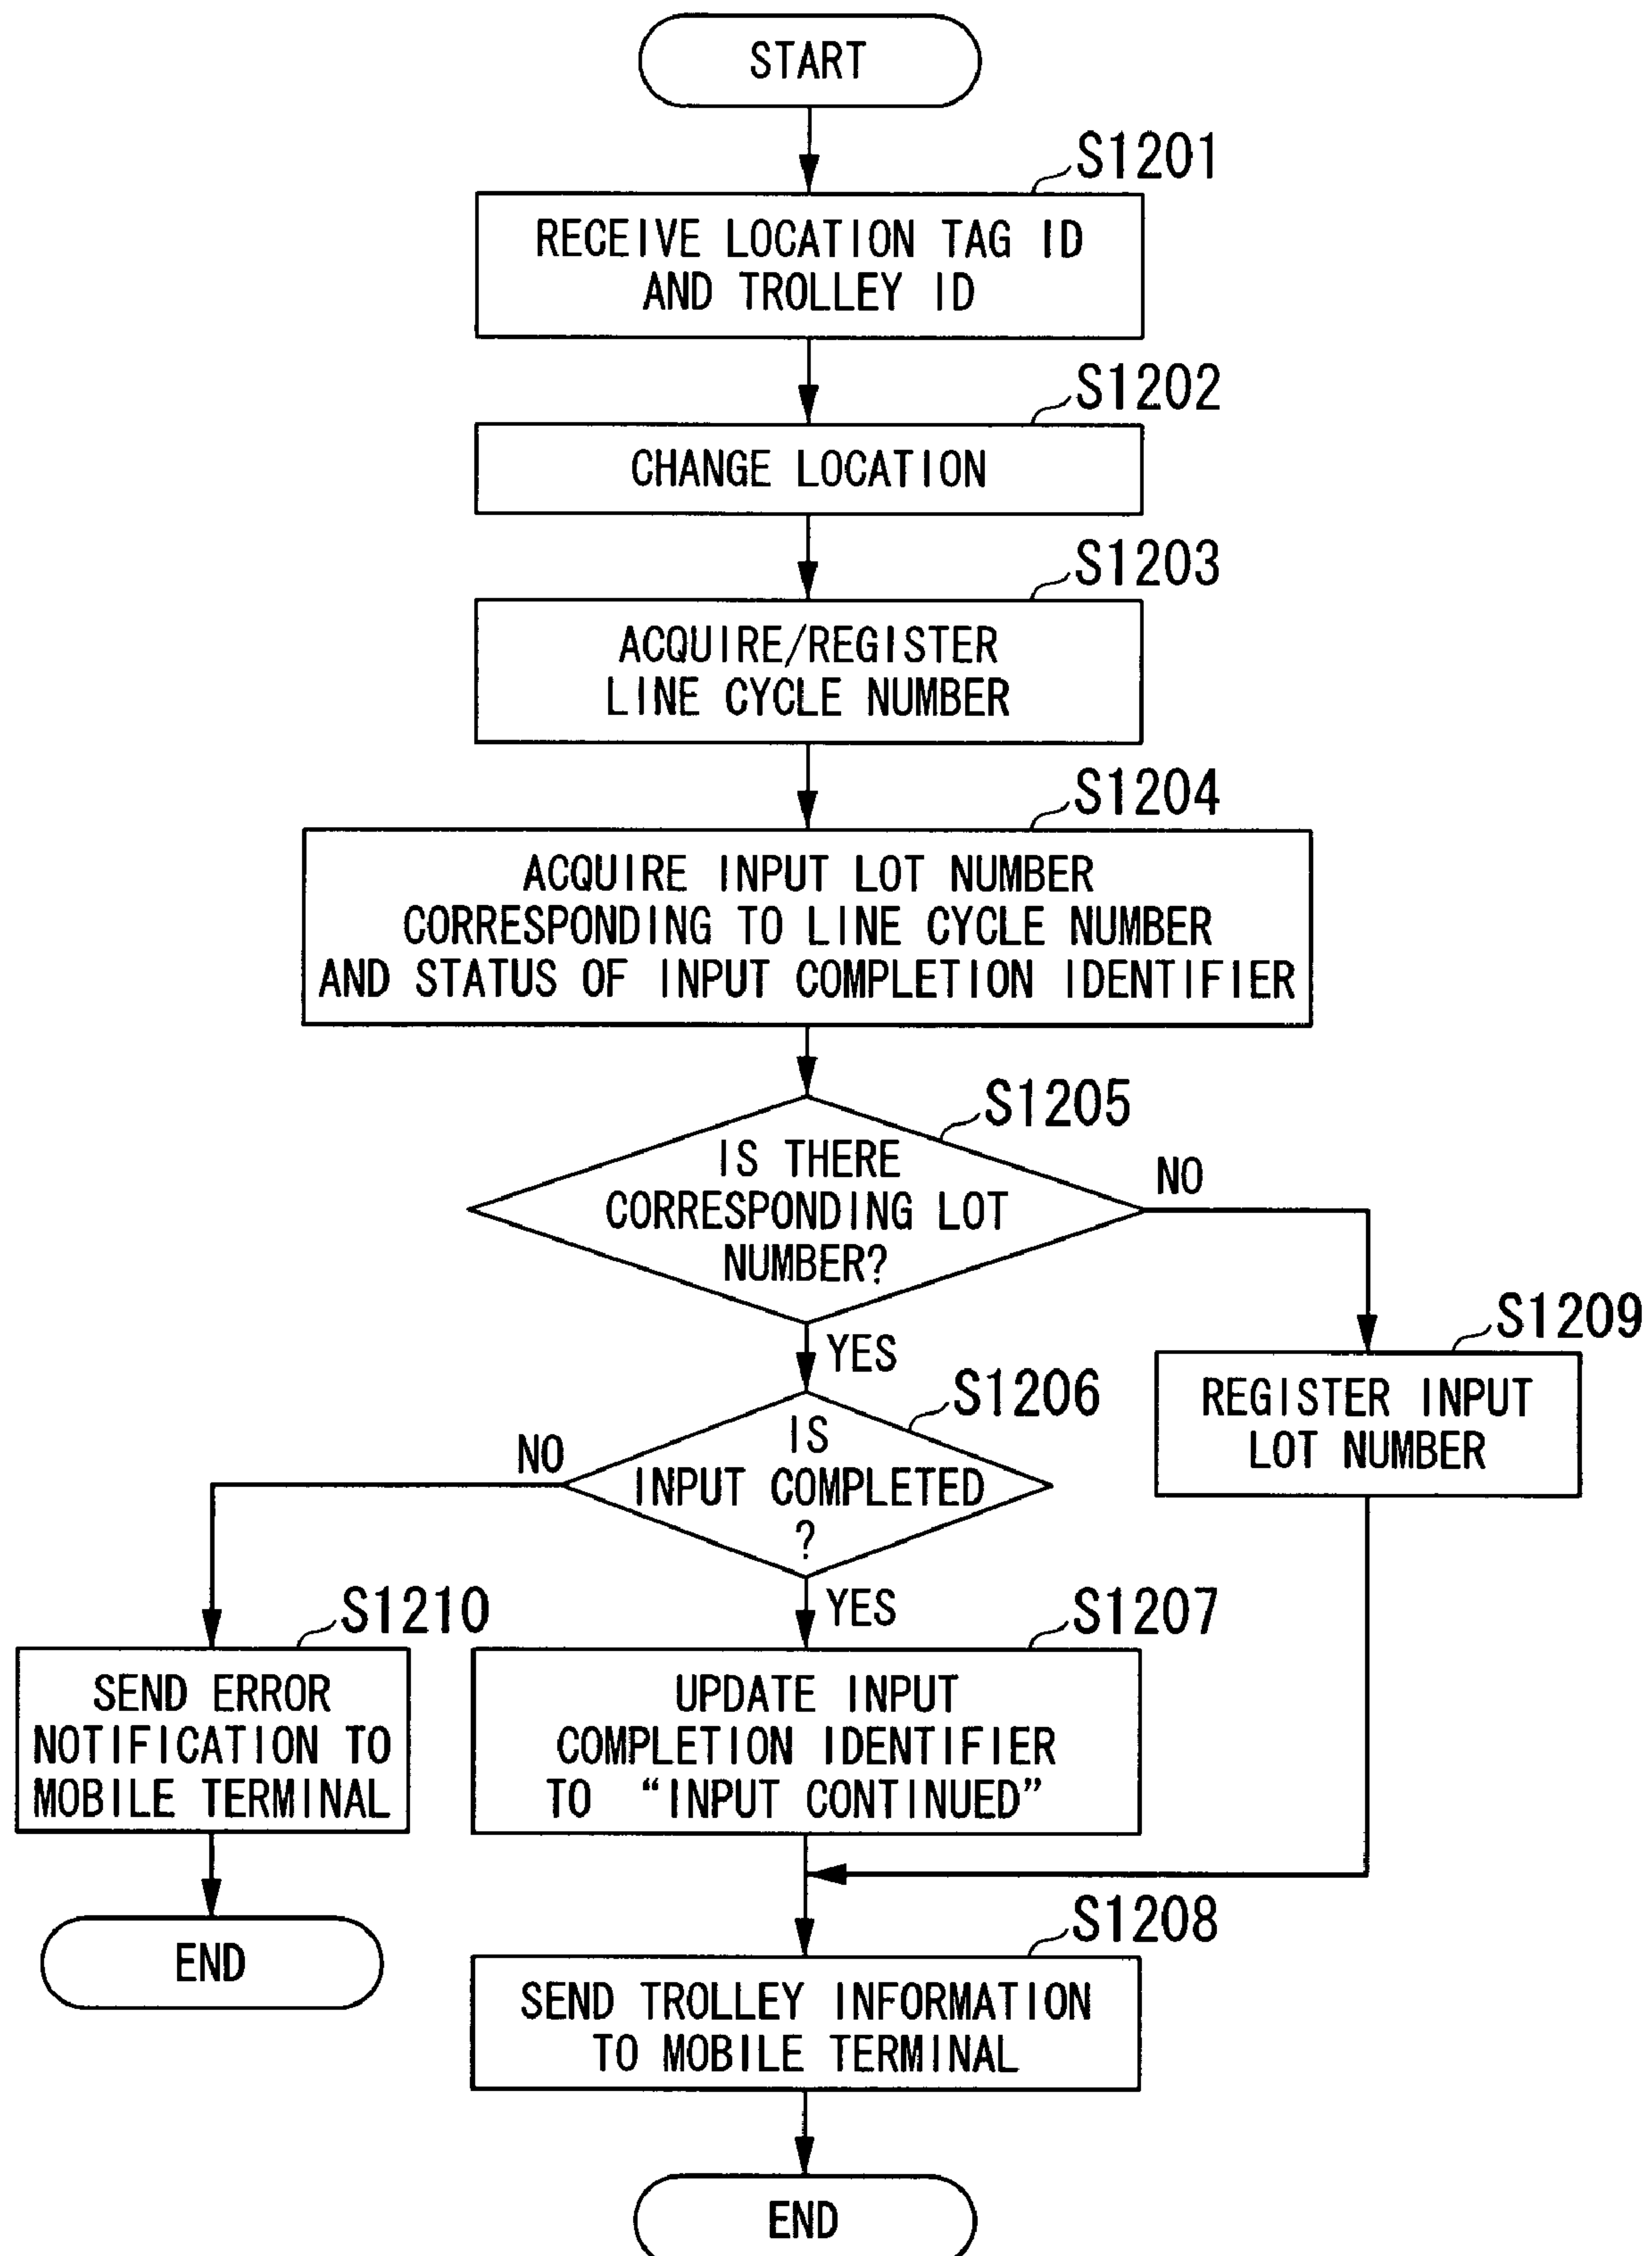 START
S1201
RECEIVE LOCATION TAG ID
AND TROLLEY ID
S1202
CHANGE LOCATION
S1203
ACQUIRE/REGISTER
LINE CYCLE NUMBER
S1204
ACQUIRE INPUT LOT NUMBER
CORRESPONDING TO LINE CYCLE NUMBER
AND STATUS OF INPUT COMPLETION IDENTIFIER
S1205
IS THERE
CORRESPONDING LOT
NUMBER?
NO
YES
S1209
REGISTER INPUT
LOT NUMBER
S1206
IS
INPUT COMPLETED
?
NO
YES
S1210
SEND ERROR
NOTIFICATION TO
MOBILE TERMINAL
END
S1207
UPDATE INPUT
COMPLETION IDENTIFIER
TO “INPUT CONTINUED”
S1208
SEND TROLLEY INFORMATION
TO MOBILE TERMINAL
END